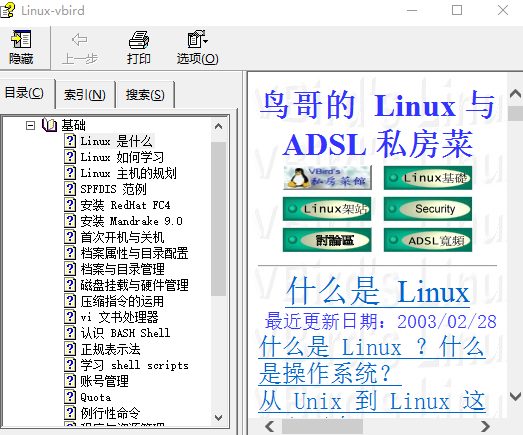 Linux-vbird
隐藏
上一步
打印
选项(O)
目录(C)
索引(N)
搜索(S)
基础
Linux 是什么
Linux 如何学习
Linux 主机的规划
SPFDIS 范例
安装 RedHat FC4
安装 Mandrake 9.0
首次开机与关机
档案属性与目录配置
档案与目录管理
磁盘挂载与硬件管理
压缩指令的运用
vi 文书处理器
认识 BASH Shell
正规表示法
学习 shell scripts
账号管理
Quota
例行性命令
程序与资源管理
鸟哥的 Linux 与
ADSL 私房菜
VBird's
私房菜館
Linux基礎
Linux架站
Security
討論區
ADSL寬頻
什么是 Linux
最近更新日期：2003/02/28
什么是 Linux ？什么
是操作系统？
从 Unix 到 Linux 这